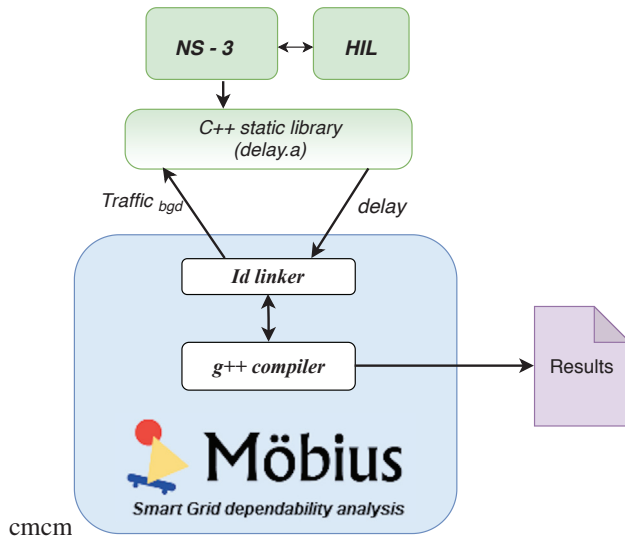 NS - 3
HIL
C++ static library
(delay.a)
Traffic bgd
delay
Id linker
g++ compiler
Results
Möbius
Smart Grid dependability analysis
cmcm